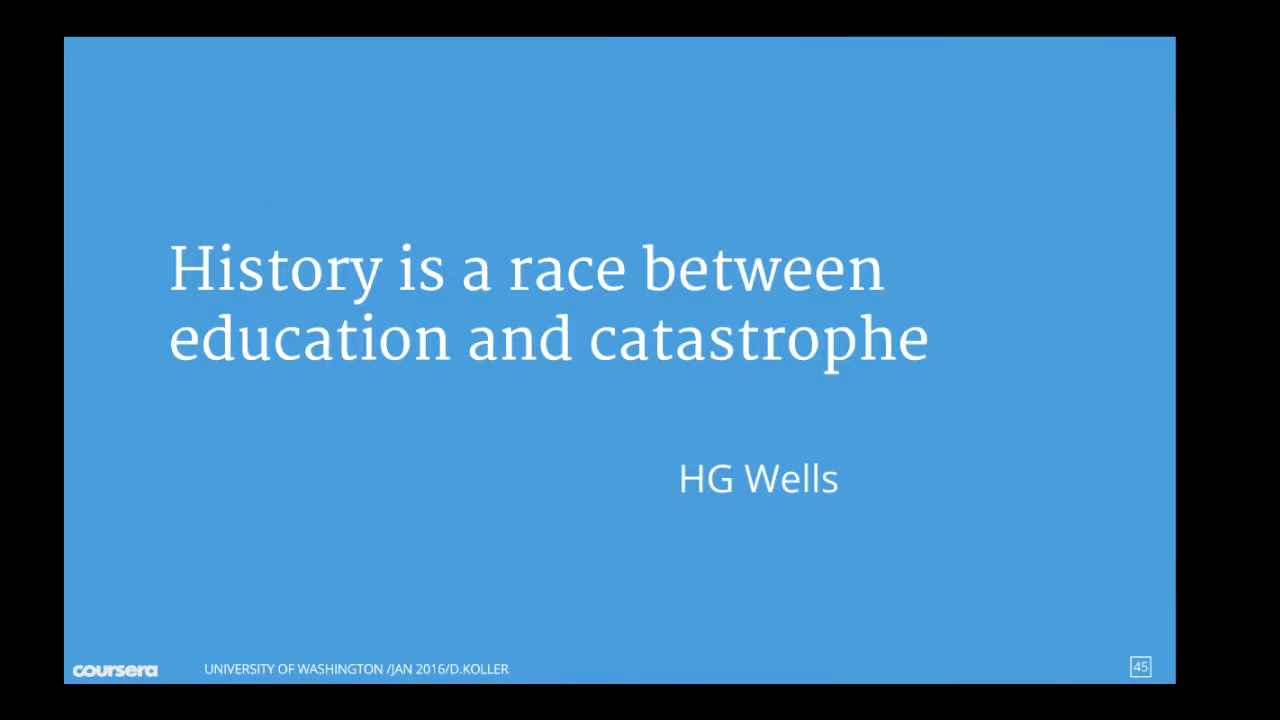 History is a race between
education and catastrophe
HG Wells
coursera
UNIVERSITY OF WASHINGTON /JAN 2016/D.KOLLER
45